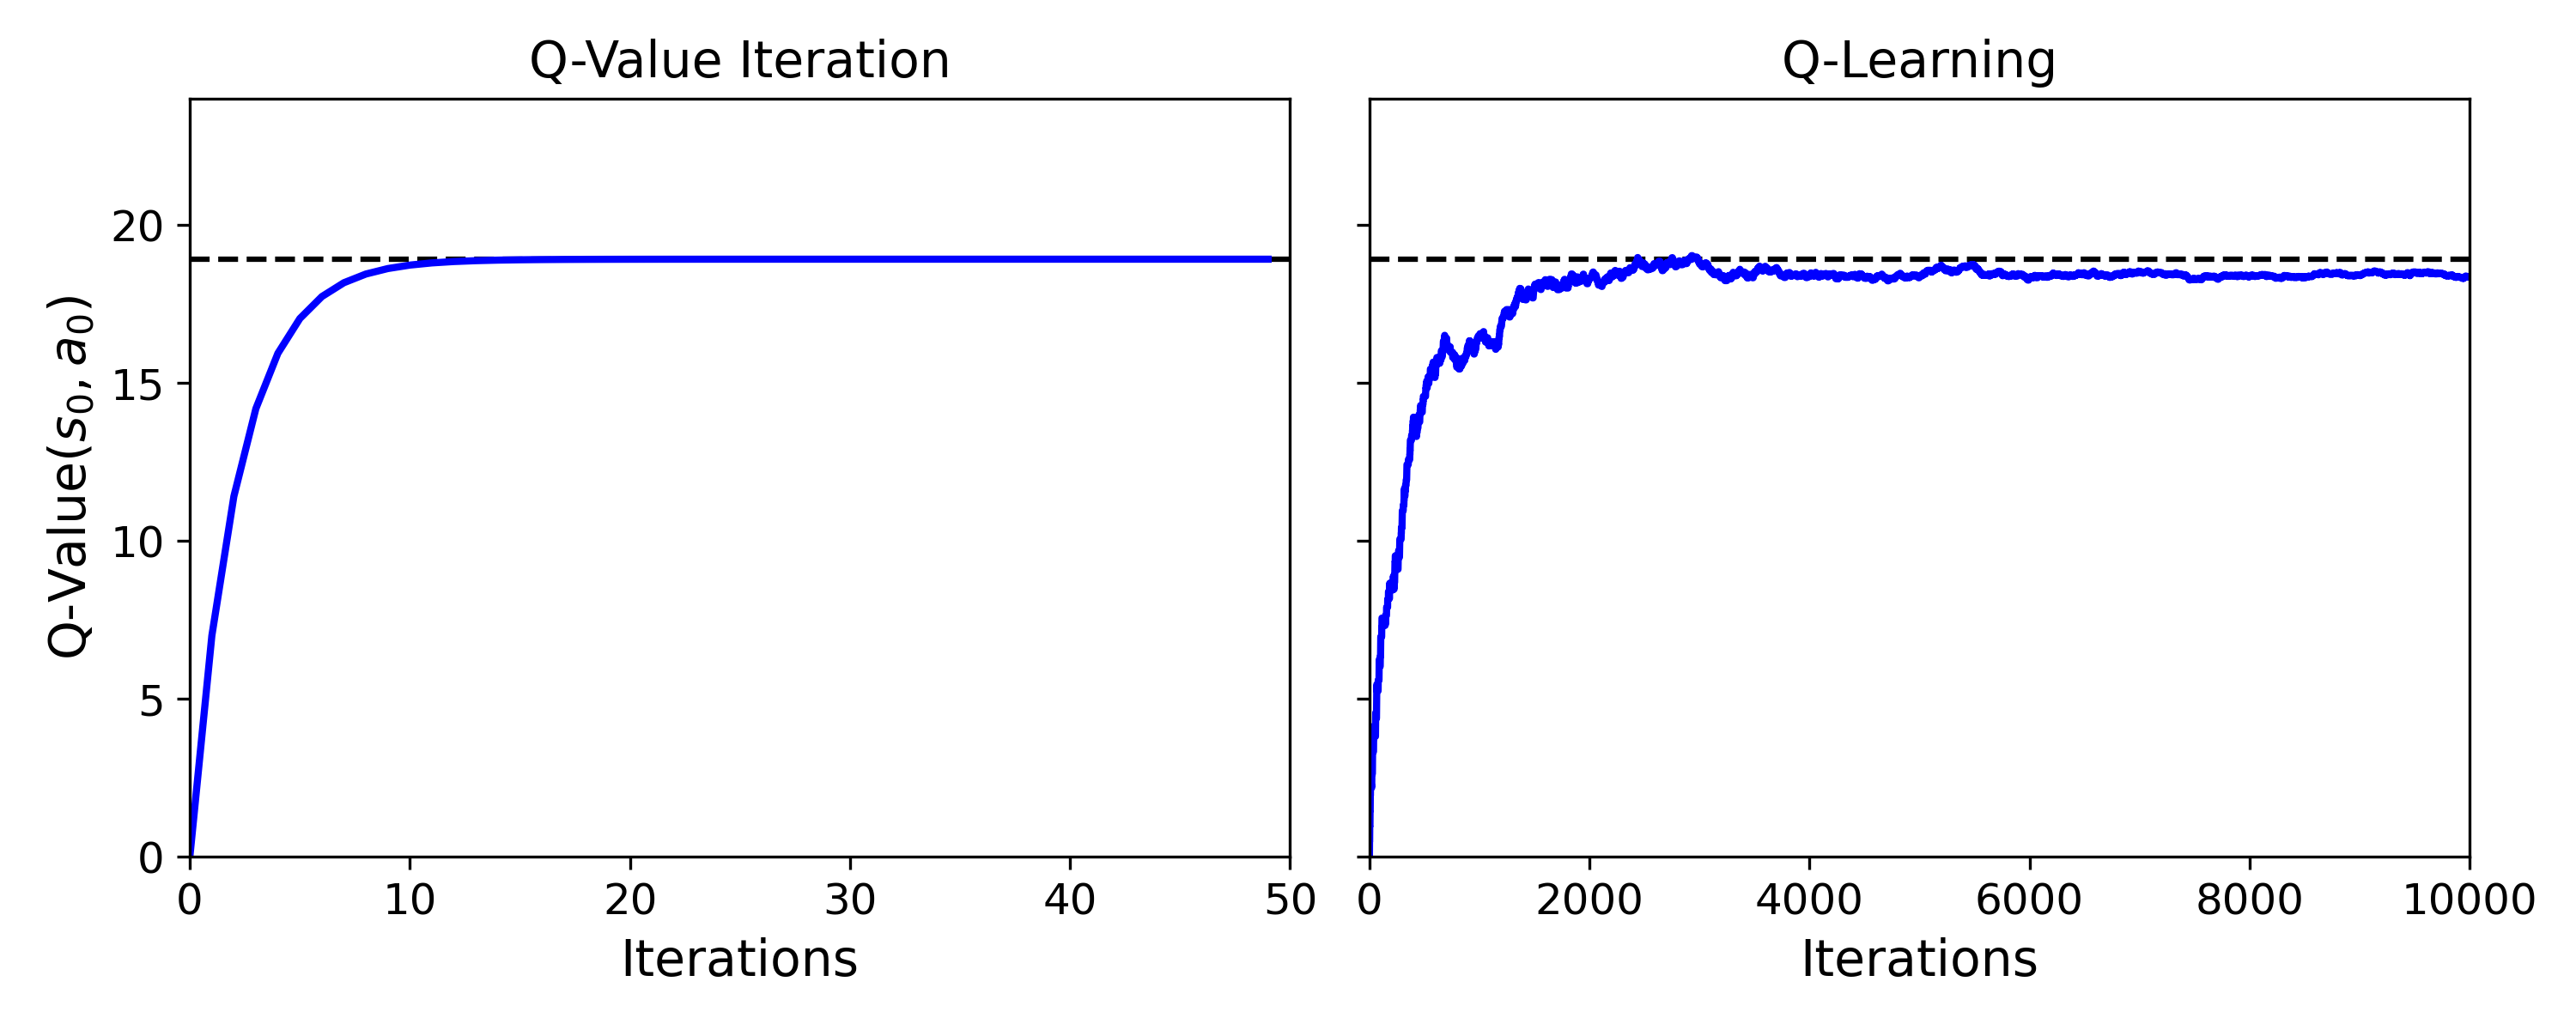 Q-Value Iteration
Q-Learning
Q-Value(s₀, a₀)
20
15
10
5
0
0 10 20 30 40 50
0 2000 4000 6000 8000 10000
Iterations
Iterations